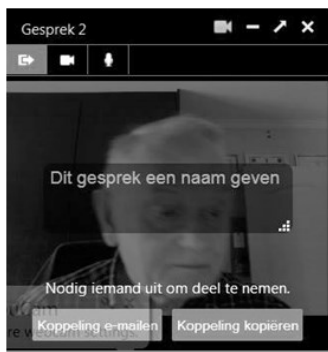 Gesprek 2
Dit gesprek een naam geven
Nodig iemand uit om deel te nemen.
Koppeling e-mailen Koppeling kopiëren